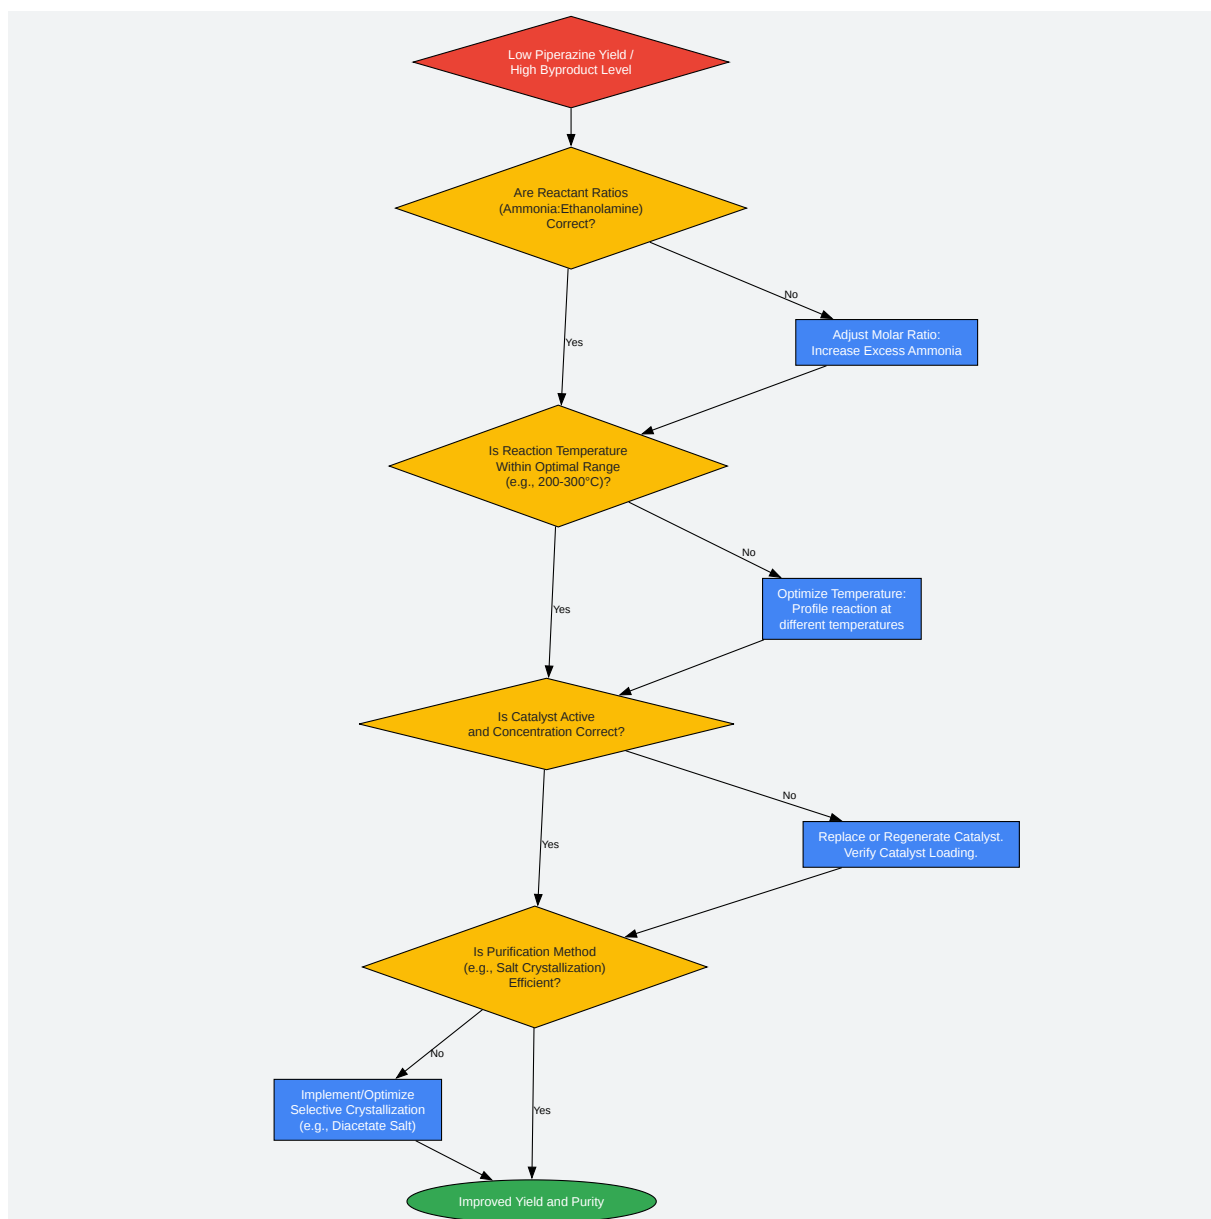 Low Piperazine Yield /
High Byproduct Level
Are Reactant Ratios
(Ammonia:Ethanolamine)
Correct?
No
Adjust Molar Ratio:
Increase Excess Ammonia
Yes
Is Reaction Temperature
Within Optimal Range
(e.g., 200-300°C)?
No
Optimize Temperature:
Profile reaction at
different temperatures
Yes
Is Catalyst Active
and Concentration Correct?
No
Replace or Regenerate Catalyst.
Verify Catalyst Loading.
Yes
Is Purification Method
(e.g., Salt Crystallization)
Efficient?
No
Implement/Optimize
Selective Crystallization
(e.g., Diacetate Salt)
Yes
Improved Yield and Purity